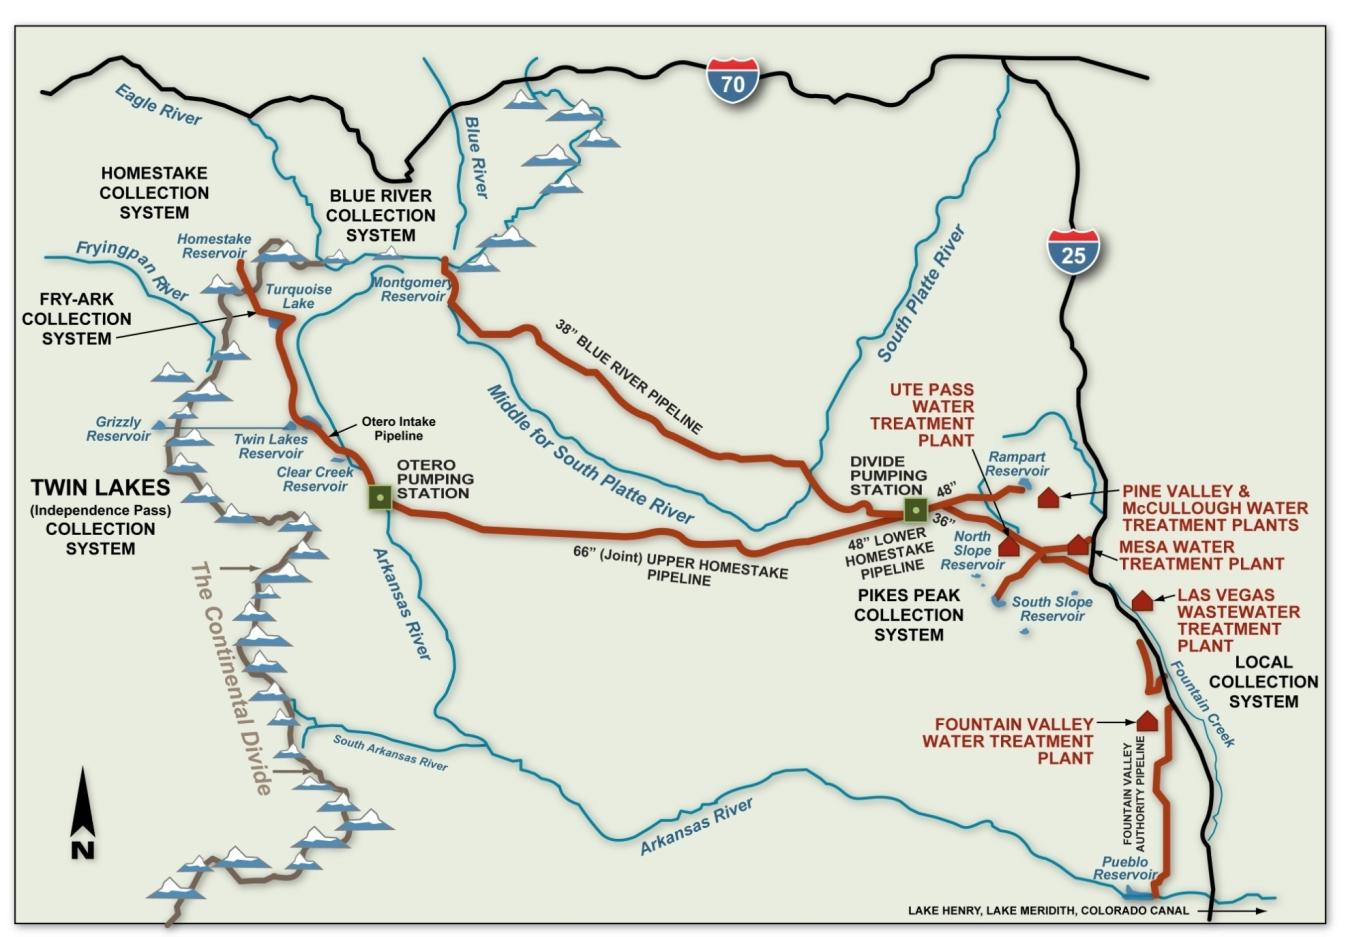 70
Eagle River
Blue River
HOMESTAKE
COLLECTION
SYSTEM
BLUE RIVER
COLLECTION
SYSTEM
Homestake
Reservoir
Fryingpan River
25
Turquoise
Lake
Montgomery
Reservoir
FRY-ARK
COLLECTION
SYSTEM
South Platte River
38” BLUE RIVER PIPELINE
Middle for South Platte River
UTE PASS
WATER
TREATMENT
PLANT
Grizzly
Reservoir
Otero Intake
Pipeline
Twin Lakes
Reservoir
Clear Creek
Reservoir
OTERO
PUMPING
STATION
DIVIDE
PUMPING
STATION
48”
36”
Rampart
Reservoir
TWIN LAKES
(Independence Pass)
COLLECTION
SYSTEM
PINE VALLEY &
McCULLOUGH WATER
TREATMENT PLANTS
MESA WATER
TREATMENT PLANT
66” (Joint) UPPER HOMESTAKE
PIPELINE
48” LOWER
HOMESTAKE
PIPELINE
North
Slope
Reservoir
PIKES PEAK
COLLECTION
SYSTEM
South Slope
Reservoir
LAS VEGAS
WASTEWATER
TREATMENT
PLANT
LOCAL
COLLECTION
SYSTEM
The Continental Divide
Arkansas River
Fountain Creek
South Arkansas River
FOUNTAIN VALLEY
WATER TREATMENT
PLANT
FOUNTAIN VALLEY
AUTHORITY PIPELINE
Arkansas River
N
Pueblo
Reservoir
LAKE HENRY, LAKE MERIDITH, COLORADO CANAL